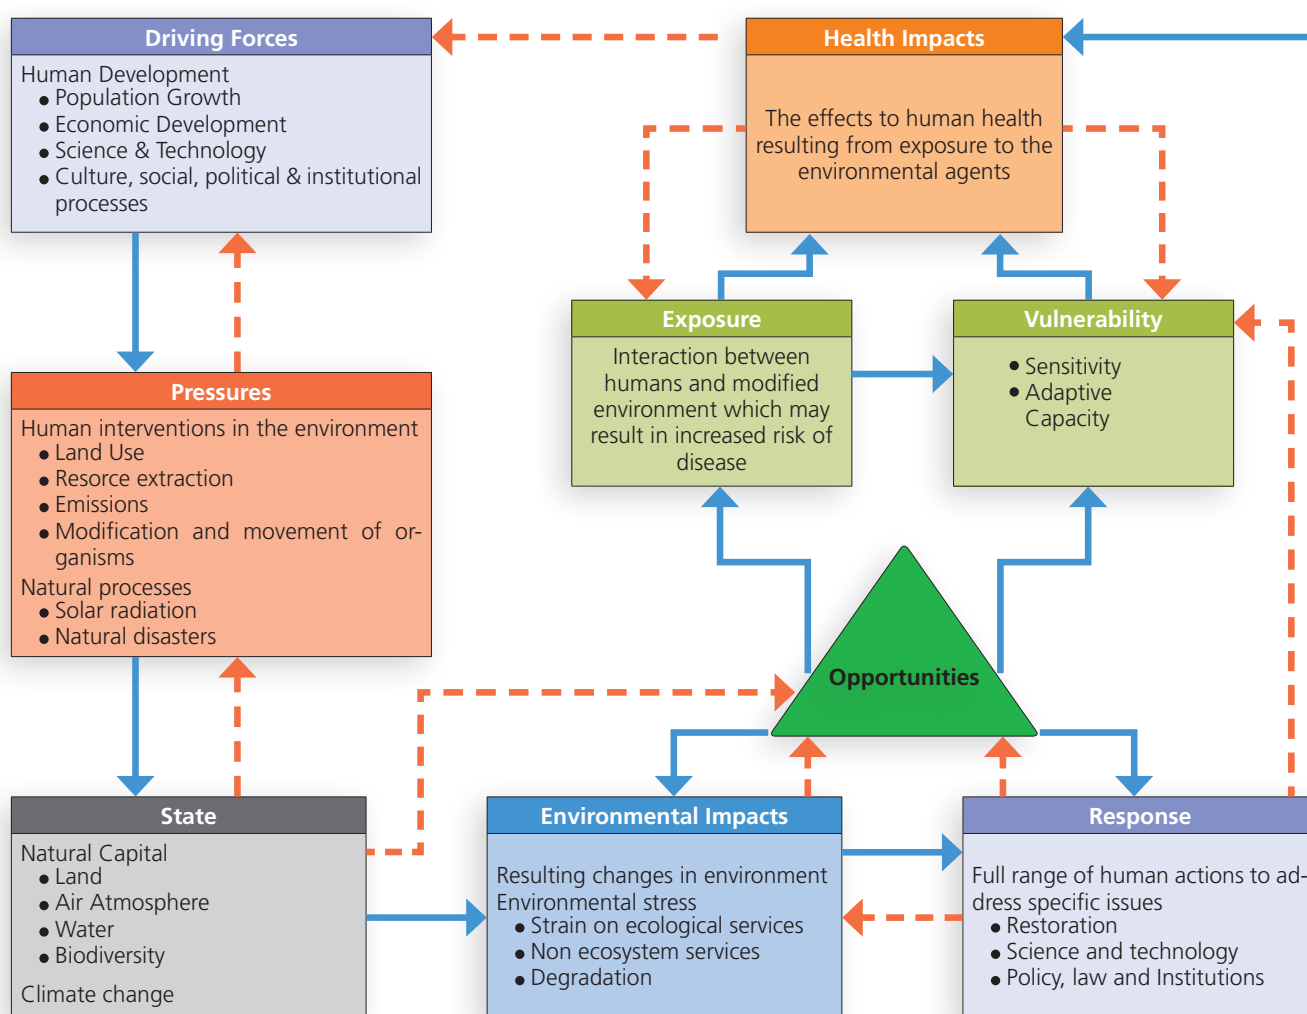 Driving Forces
Human Development
● Population Growth
● Economic Development
● Science & Technology
● Culture, social, political & institutional
processes
Health Impacts
The effects to human health
resulting from exposure to the
environmental agents
Exposure
Interaction between
humans and modified
environment which may
result in increased risk of
disease
Vulnerability
● Sensitivity
● Adaptive
Capacity
Pressures
Human interventions in the environment
● Land Use
● Resorce extraction
● Emissions
● Modification and movement of or-
ganisms
Natural processes
● Solar radiation
● Natural disasters
Opportunities
State
Natural Capital
● Land
● Air Atmosphere
● Water
● Biodiversity
Climate change
Environmental Impacts
Resulting changes in environment
Environmental stress
● Strain on ecological services
● Non ecosystem services
● Degradation
Response
Full range of human actions to ad-
dress specific issues
● Restoration
● Science and technology
● Policy, law and Institutions